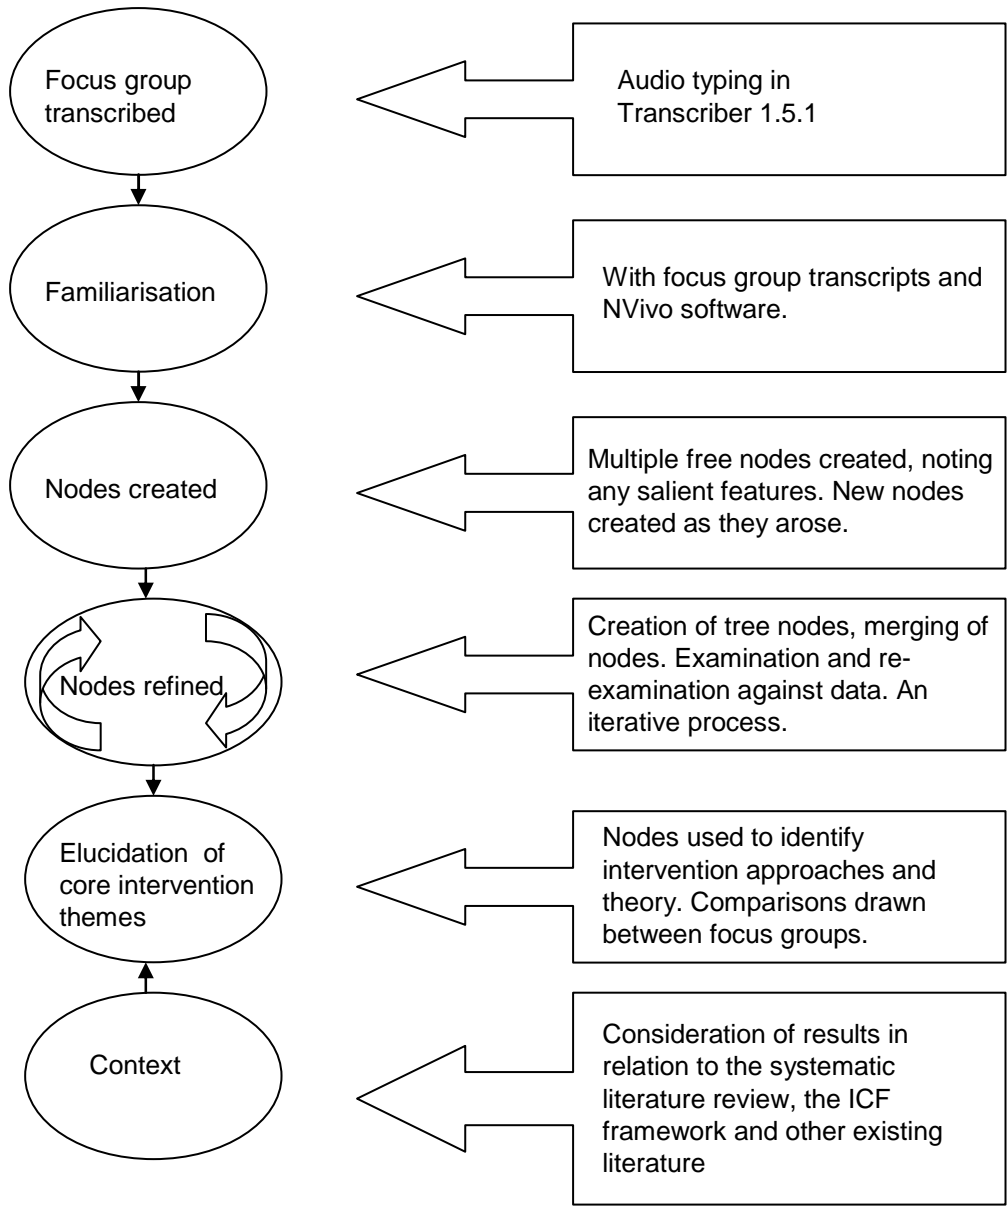 Focus group
transcribed
Audio typing in
Transcriber 1.5.1
Familiarisation
With focus group transcripts and
NVivo software.
Nodes created
Multiple free nodes created, noting
any salient features. New nodes
created as they arose.
Nodes refined
Creation of tree nodes, merging of
nodes. Examination and re-
examination against data. An
iterative process.
Elucidation of
core intervention
themes
Nodes used to identify
intervention approaches and
theory. Comparisons drawn
between focus groups.
Context
Consideration of results in
relation to the systematic
literature review, the ICF
framework and other existing
literature